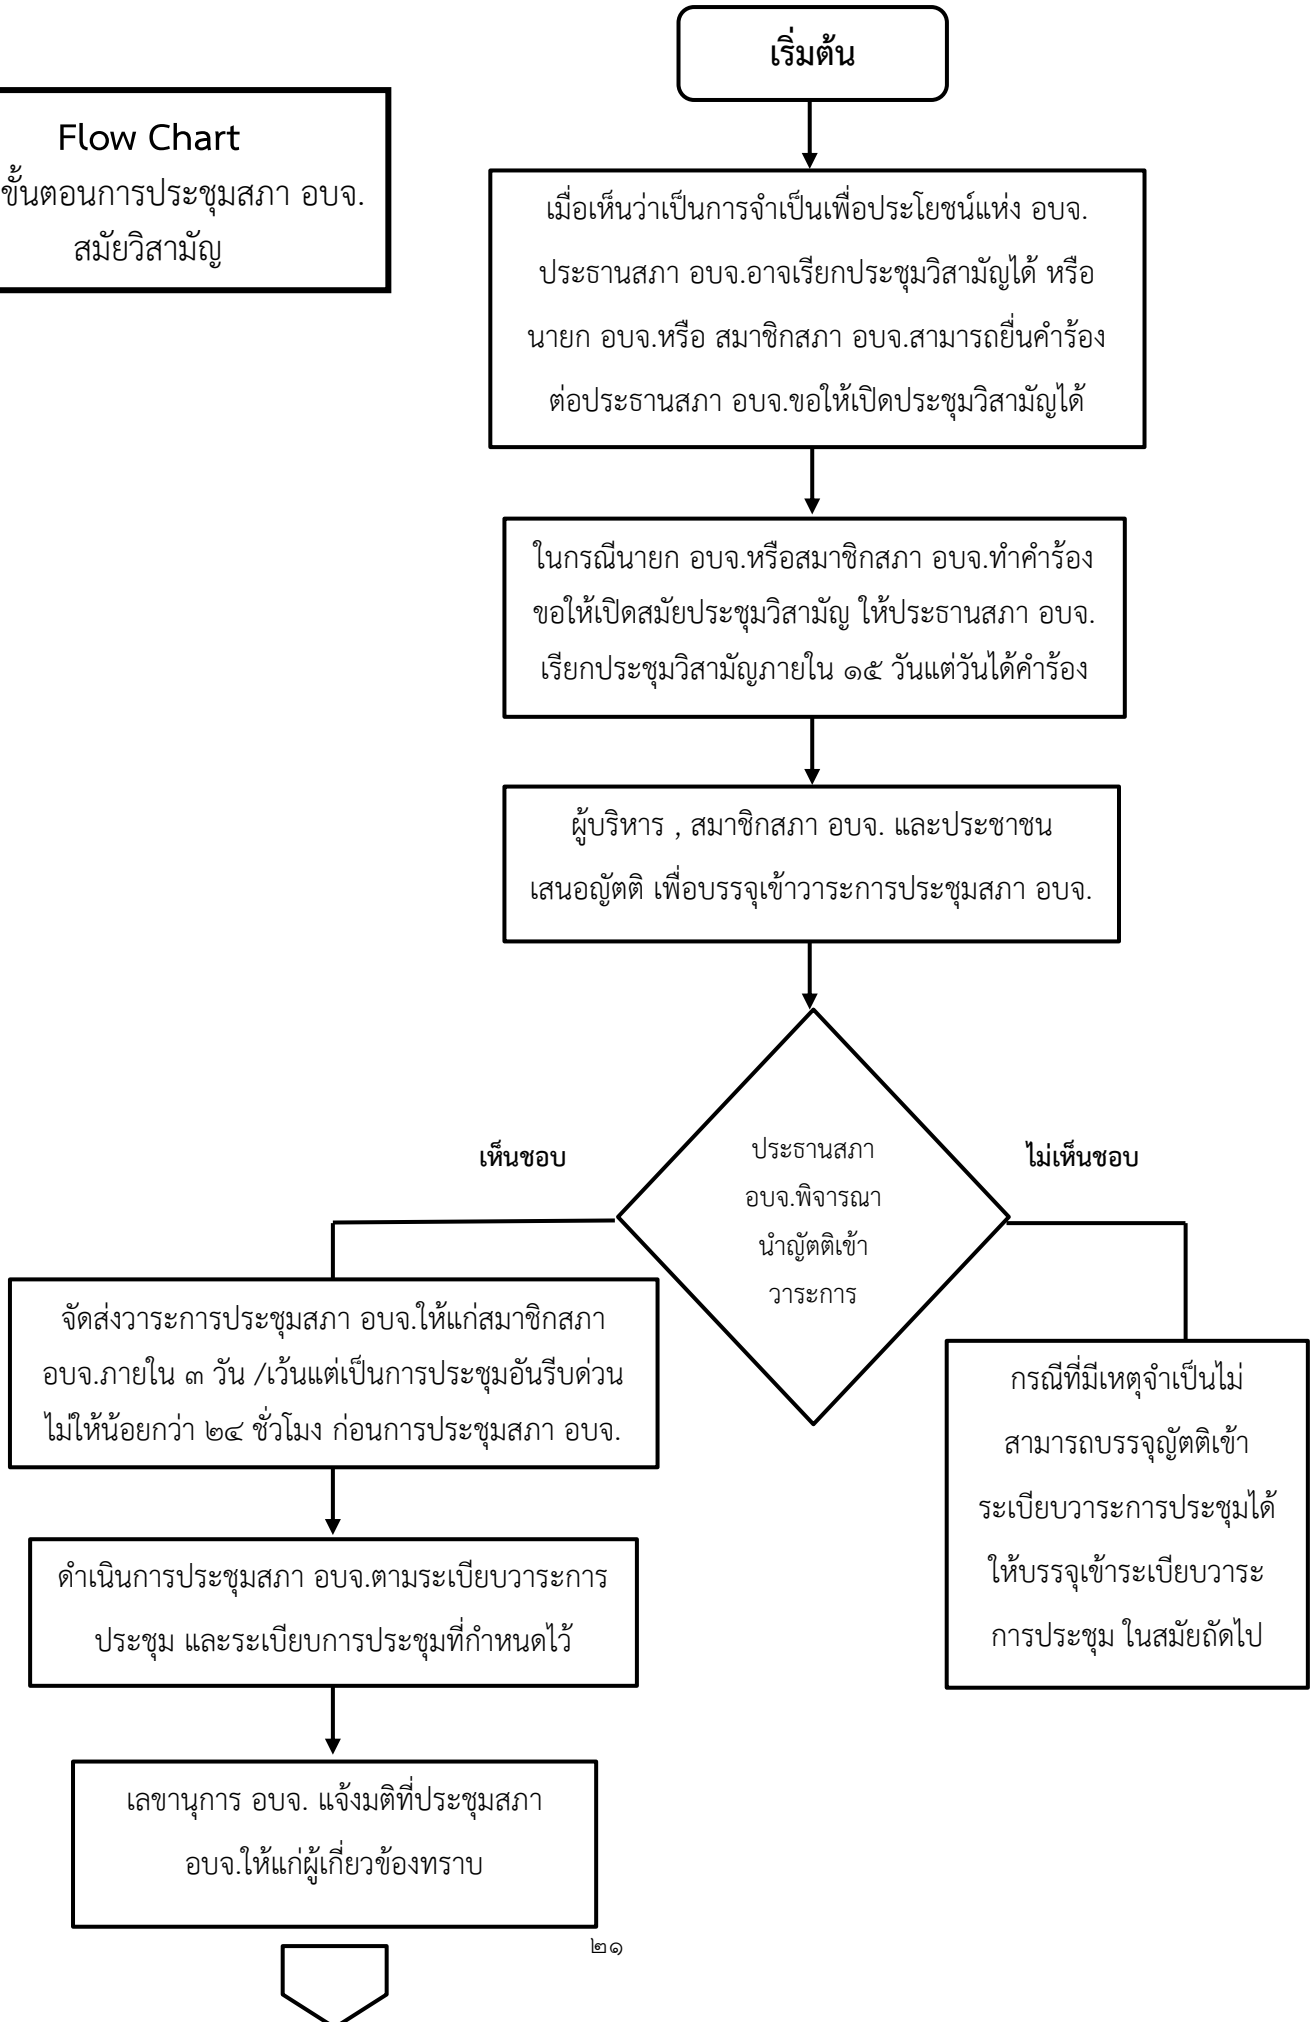 เริ่มต้น
Flow Chart
ขั้นตอนการประชุมสภา อบจ.
สมัยวิสามัญ
เมื่อเห็นว่าเป็นการจำเป็นเพื่อประโยชน์แห่ง อบจ.
ประธานสภา อบจ.อาจเรียกประชุมวิสามัญได้ หรือ
นายก อบจ.หรือ สมาชิกสภา อบจ.สามารถยื่นคำร้อง
ต่อประธานสภา อบจ.ขอให้เปิดประชุมวิสามัญได้
ในกรณีนายก อบจ.หรือสมาชิกสภา อบจ.ทำคำร้อง
ขอให้เปิดสมัยประชุมวิสามัญ ให้ประธานสภา อบจ.
เรียกประชุมวิสามัญภายใน ๑๕ วันแต่วันได้คำร้อง
ผู้บริหาร , สมาชิกสภา อบจ. และประชาชน
เสนอญัตติ เพื่อบรรจุเข้าวาระการประชุมสภา อบจ.
เห็นชอบ
ประธานสภา
อบจ.พิจารณา
นำญัตติเข้า
วาระการ
ไม่เห็นชอบ
จัดส่งวาระการประชุมสภา อบจ.ให้แก่สมาชิกสภา
อบจ.ภายใน ๓ วัน /เว้นแต่เป็นการประชุมอันรีบด่วน
ไม่ให้น้อยกว่า ๒๔ ชั่วโมง ก่อนการประชุมสภา อบจ.
กรณีที่มีเหตุจำเป็นไม่
สามารถบรรจุญัตติเข้า
ระเบียบวาระการประชุมได้
ให้บรรจุเข้าระเบียบวาระ
การประชุม ในสมัยถัดไป
ดำเนินการประชุมสภา อบจ.ตามระเบียบวาระการ
ประชุม และระเบียบการประชุมที่กำหนดไว้
เลขานุการ อบจ. แจ้งมติที่ประชุมสภา
อบจ.ให้แก่ผู้เกี่ยวข้องทราบ
๒๑